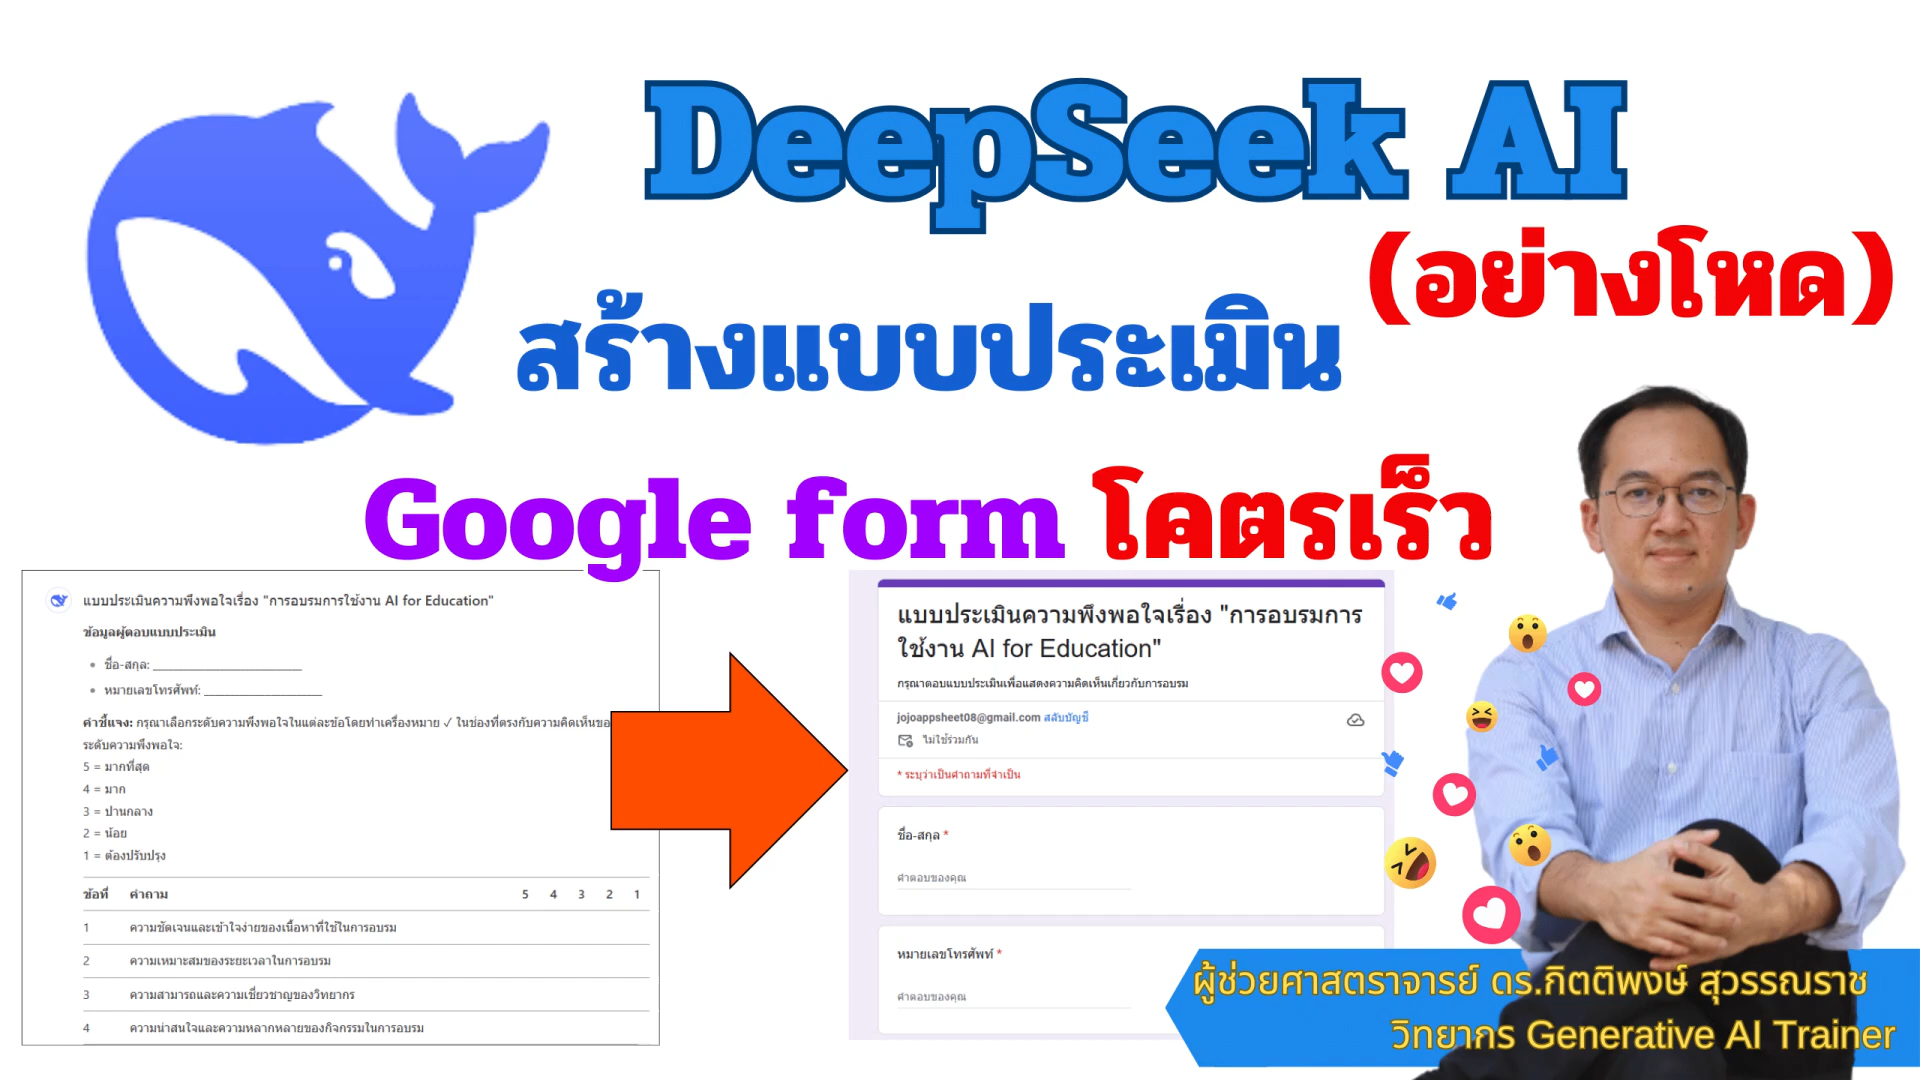 DeepSeek AI
(อย่างโหด)
สร้างแบบประเมิน
Google form โคตรเร็ว
แบบประเมินความพึงพอใจเรื่อง "การอบรมการใช้งาน AI for Education"
ข้อมูลผู้ตอบแบบประเมิน
ชื่อ-สกุล: ______________________
หมายเลขโทรศัพท์: __________________
คำชี้แจง: กรุณาเลือกระดับความพึงพอใจในแต่ละข้อโดยทำเครื่องหมาย ✓ ในช่องที่ตรงกับความคิดเห็นขอ
ระดับความพึงพอใจ:
5 = มากที่สุด
4 = มาก
3 = ปานกลาง
2 = น้อย
1 = ต้องปรับปรุง
ข้อที่ คำถาม 5 4 3 2 1
1 ความชัดเจนและเข้าใจง่ายของเนื้อหาที่ใช้ในการอบรม
2 ความเหมาะสมของระยะเวลาในการอบรม
3 ความสามารถและความเชี่ยวชาญของวิทยากร
4 ความน่าสนใจและความหลากหลายของกิจกรรมในการอบรม
แบบประเมินความพึงพอใจเรื่อง "การอบรมการ
ใช้งาน AI for Education"
กรุณาตอบแบบประเมินเพื่อแสดงความคิดเห็นเกี่ยวกับการอบรม
jojoappsheet08@gmail.com สลับบัญชี
ไม่ใช้ร่วมกัน
* ระบุว่าเป็นคำถามที่จำเป็น
ชื่อ-สกุล *
คำตอบของคุณ
หมายเลขโทรศัพท์ *
คำตอบของคุณ
ผู้ช่วยศาสตราจารย์ ดร.กิตติพงษ์ สุวรรณราช
วิทยากร Generative AI Trainer